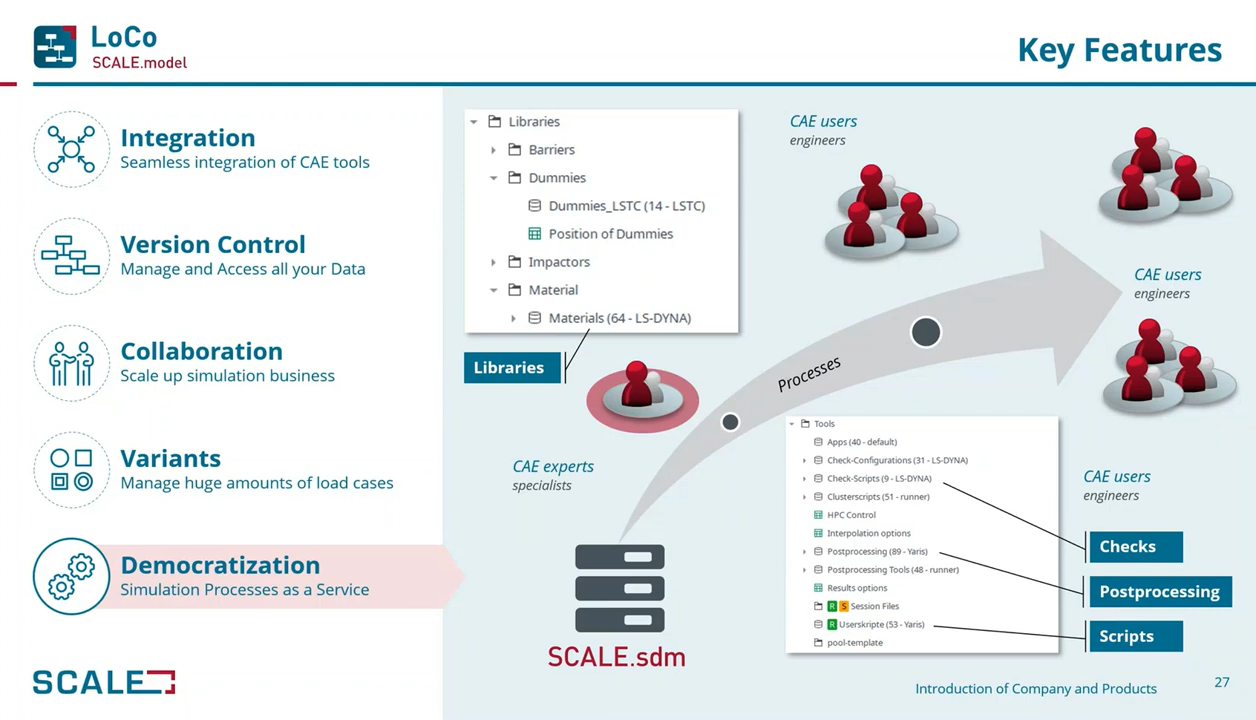 LoCo
SCALE.model
Key Features
Integration
Seamless integration of CAE tools
Version Control
Manage and Access all your Data
Collaboration
Scale up simulation business
Variants
Manage huge amounts of load cases
Democratization
Simulation Processes as a Service
Libraries
Barriers
Dummies
Dummies_LSTC (14 - LSTC)
Position of Dummies
Impactors
Material
Materials (64 - LS-DYNA)
Libraries
CAE users
engineers
CAE users
engineers
Processes
CAE experts
specialists
SCALE.sdm
Tools
Apps (40 - default)
Check-Configurations (31 - LS-DYNA)
Check-Scripts (9 - LS-DYNA)
Clusterscripts (51 - runner)
HPC Control
Interpolation options
Postprocessing (89 - Yaris)
Postprocessing Tools (48 - runner)
Results options
R S Session Files
R Userskripte (53 - Yaris)
pool-template
CAE users
engineers
Checks
Postprocessing
Scripts
SCALE
Introduction of Company and Products
27